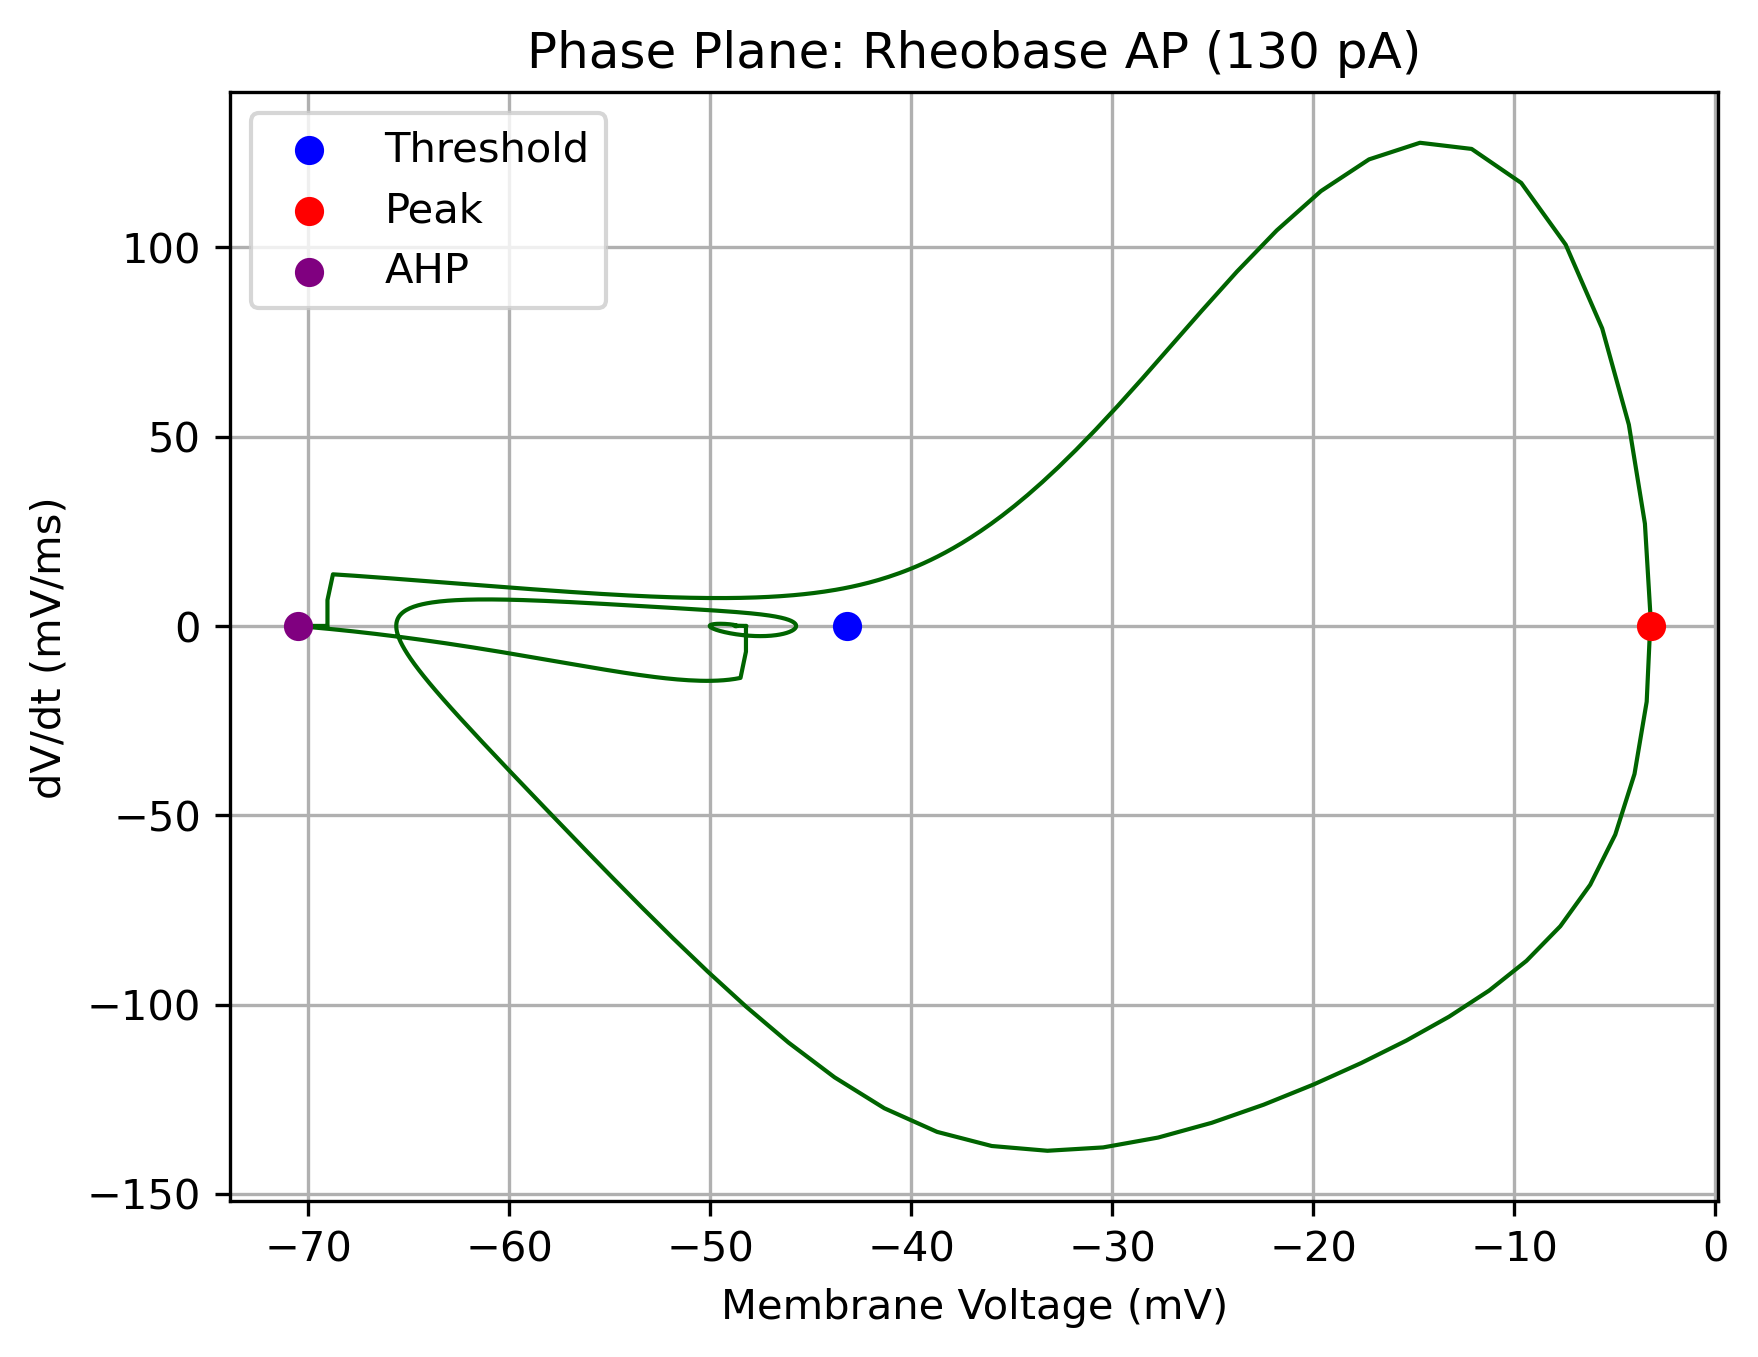 Phase Plane: Rheobase AP (130 pA)
Threshold
Peak
AHP
100
50
0
−50
−100
−150
dV/dt (mV/ms)
−70 −60 −50 −40 −30 −20 −10 0
Membrane Voltage (mV)